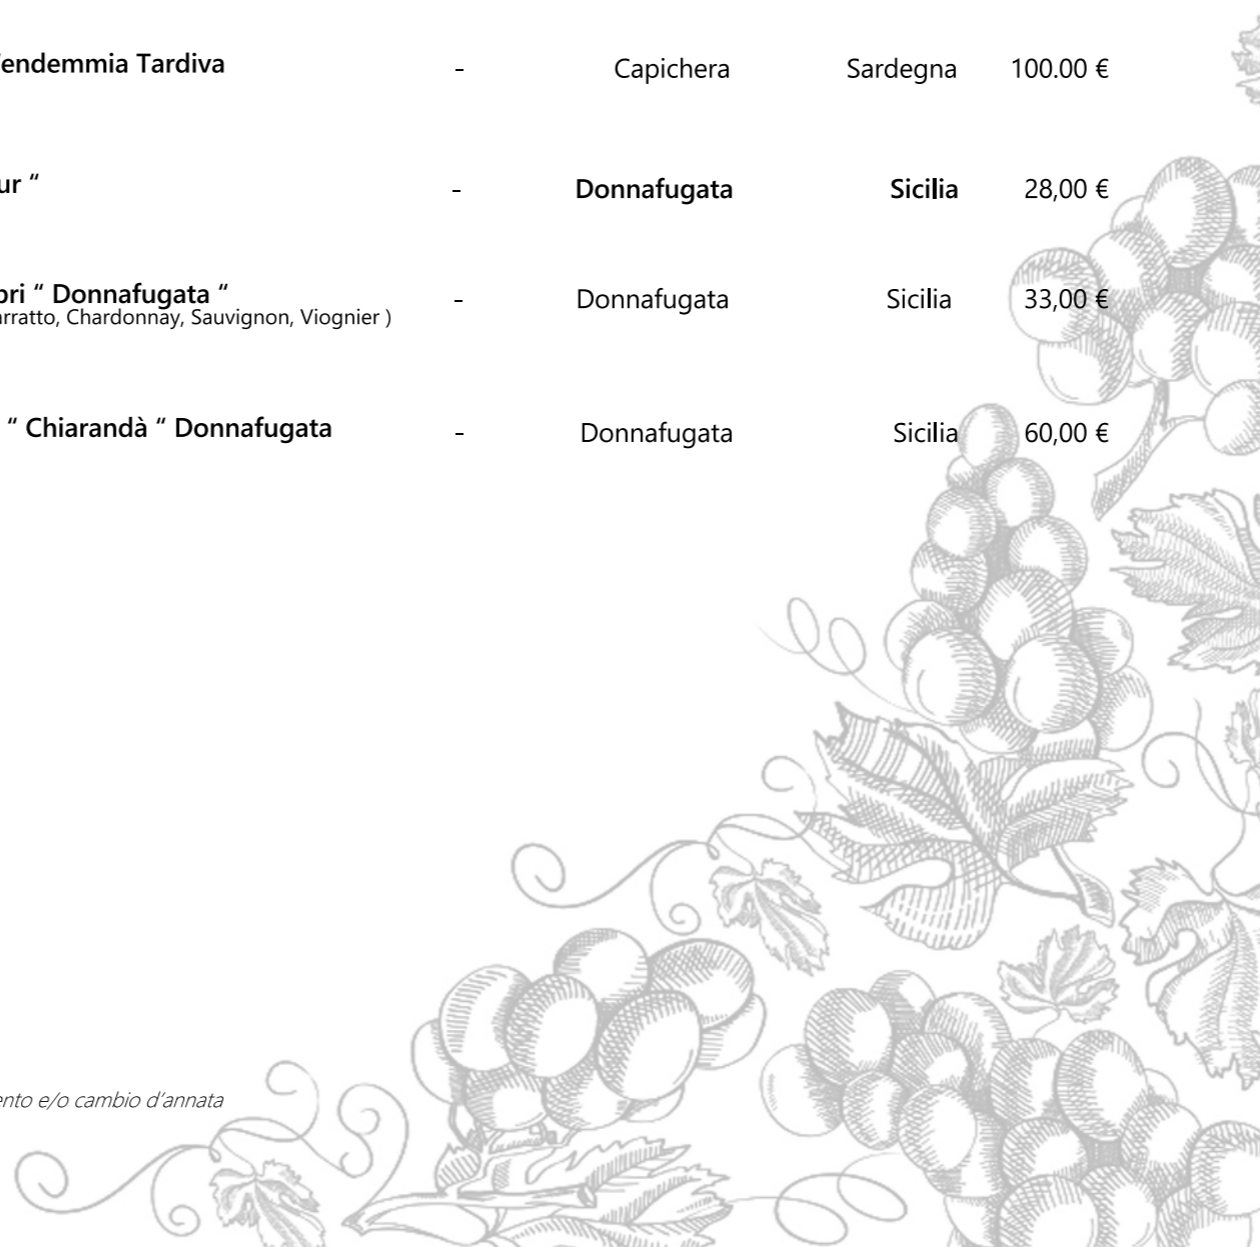 endemmia Tardiva - Capichera Sardegna 100.00 €
ur “ - Donnafugata Sicilia 28,00 €
ori “ Donnafugata “ - Donnafugata Sicilia 33,00 €
rratto, Chardonnay, Sauvignon, Viognier )
“ Chiarandà “ Donnafugata - Donnafugata Sicilia 60,00 €
ento e/o cambio d’annata